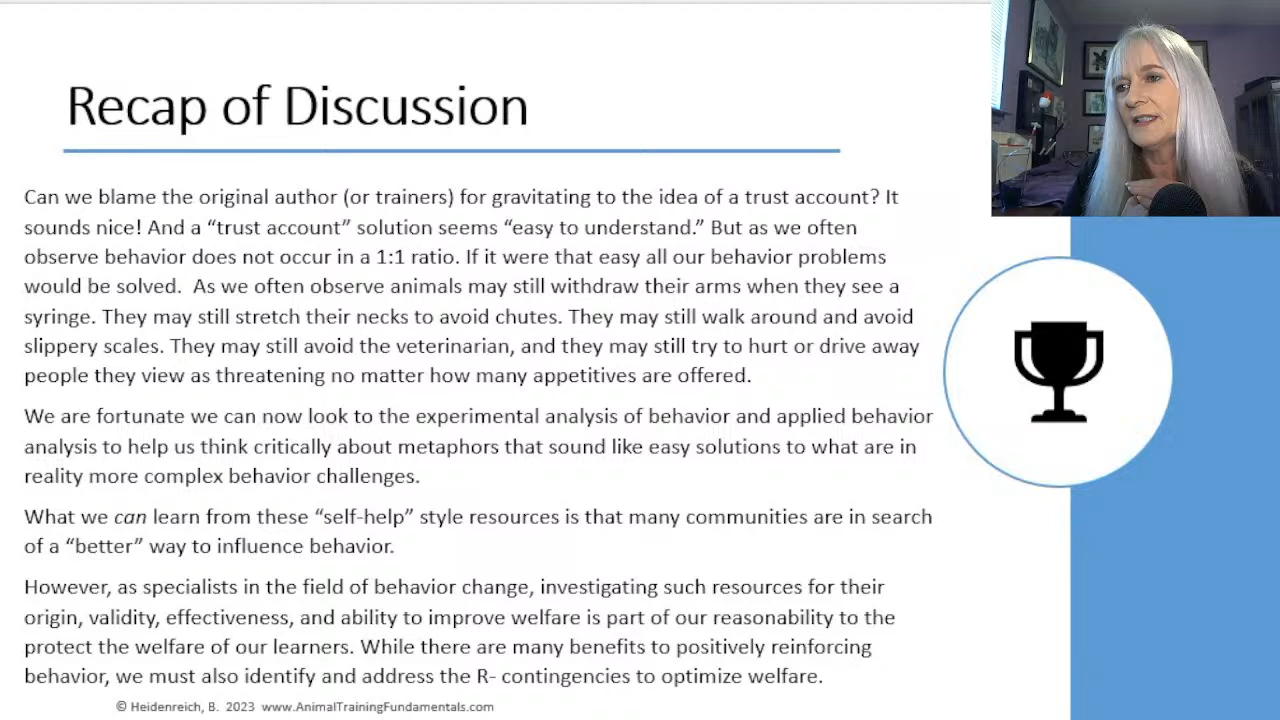 Recap of Discussion
Can we blame the original author (or trainers) for gravitating to the idea of a trust account? It
sounds nice! And a “trust account” solution seems “easy to understand.” But as we often
observe behavior does not occur in a 1:1 ratio. If it were that easy all our behavior problems
would be solved.  As we often observe animals may still withdraw their arms when they see a
syringe. They may still stretch their necks to avoid chutes. They may still walk around and avoid
slippery scales. They may still avoid the veterinarian, and they may still try to hurt or drive away
people they view as threatening no matter how many appetitives are offered.
We are fortunate we can now look to the experimental analysis of behavior and applied behavior
analysis to help us think critically about metaphors that sound like easy solutions to what are in
reality more complex behavior challenges.
What we can learn from these “self-help” style resources is that many communities are in search
of a “better” way to influence behavior.
However, as specialists in the field of behavior change, investigating such resources for their
origin, validity, effectiveness, and ability to improve welfare is part of our reasonability to the
protect the welfare of our learners. While there are many benefits to positively reinforcing
behavior, we must also identify and address the R- contingencies to optimize welfare.
© Heidenreich, B.  2023  www.AnimalTrainingFundamentals.com